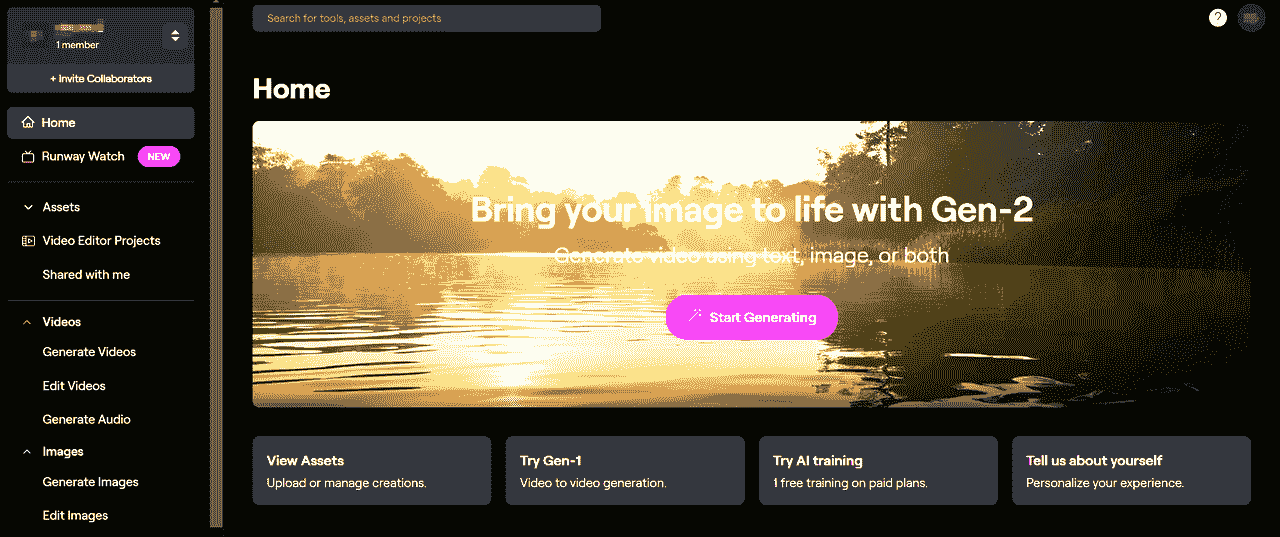 1 member
+ Invite Collaborators
Home
Runway Watch NEW
Assets
Video Editor Projects
Shared with me
Videos
Generate Videos
Edit Videos
Generate Audio
Images
Generate Images
Edit Images
Search for tools, assets and projects
?
Home
Bring your image to life with Gen-2
Generate video using text, image, or both
Start Generating
View Assets
Upload or manage creations.
Try Gen-1
Video to video generation.
Try AI training
1 free training on paid plans.
Tell us about yourself
Personalize your experience.